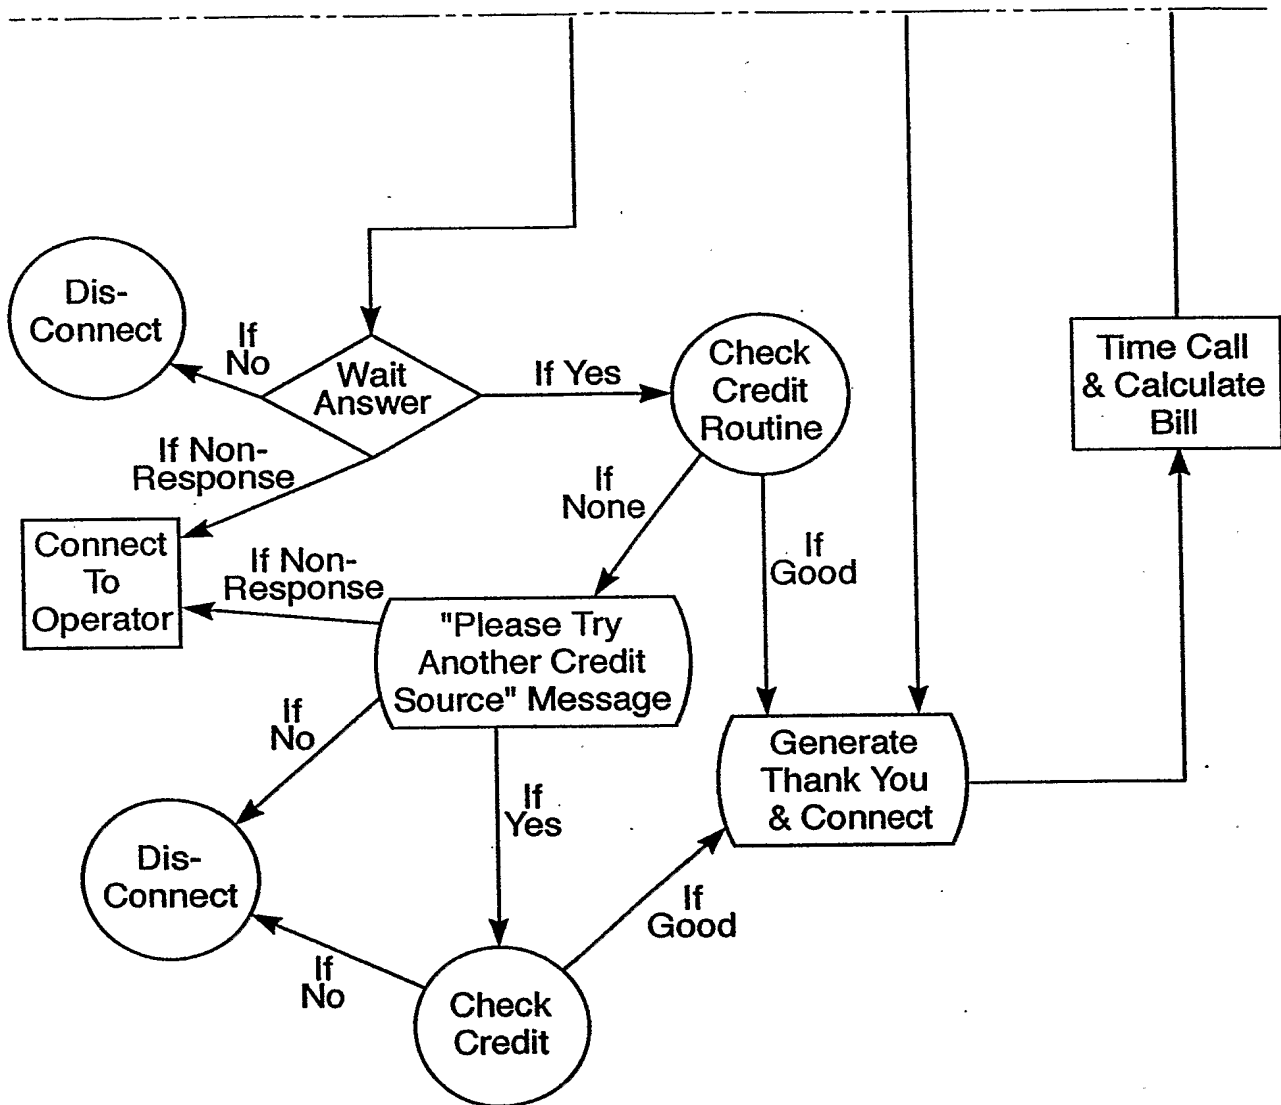 Dis-
Connect
If
No
Wait
Answer
If Yes
Check
Credit
Routine
Time Call
& Calculate
Bill
If Non-
Response
If
None
If
Good
Connect
To
Operator
If Non-
Response
"Please Try
Another Credit
Source" Message
If
No
If
Yes
Generate
Thank You
& Connect
Dis-
Connect
If
Good
If
No
Check
Credit